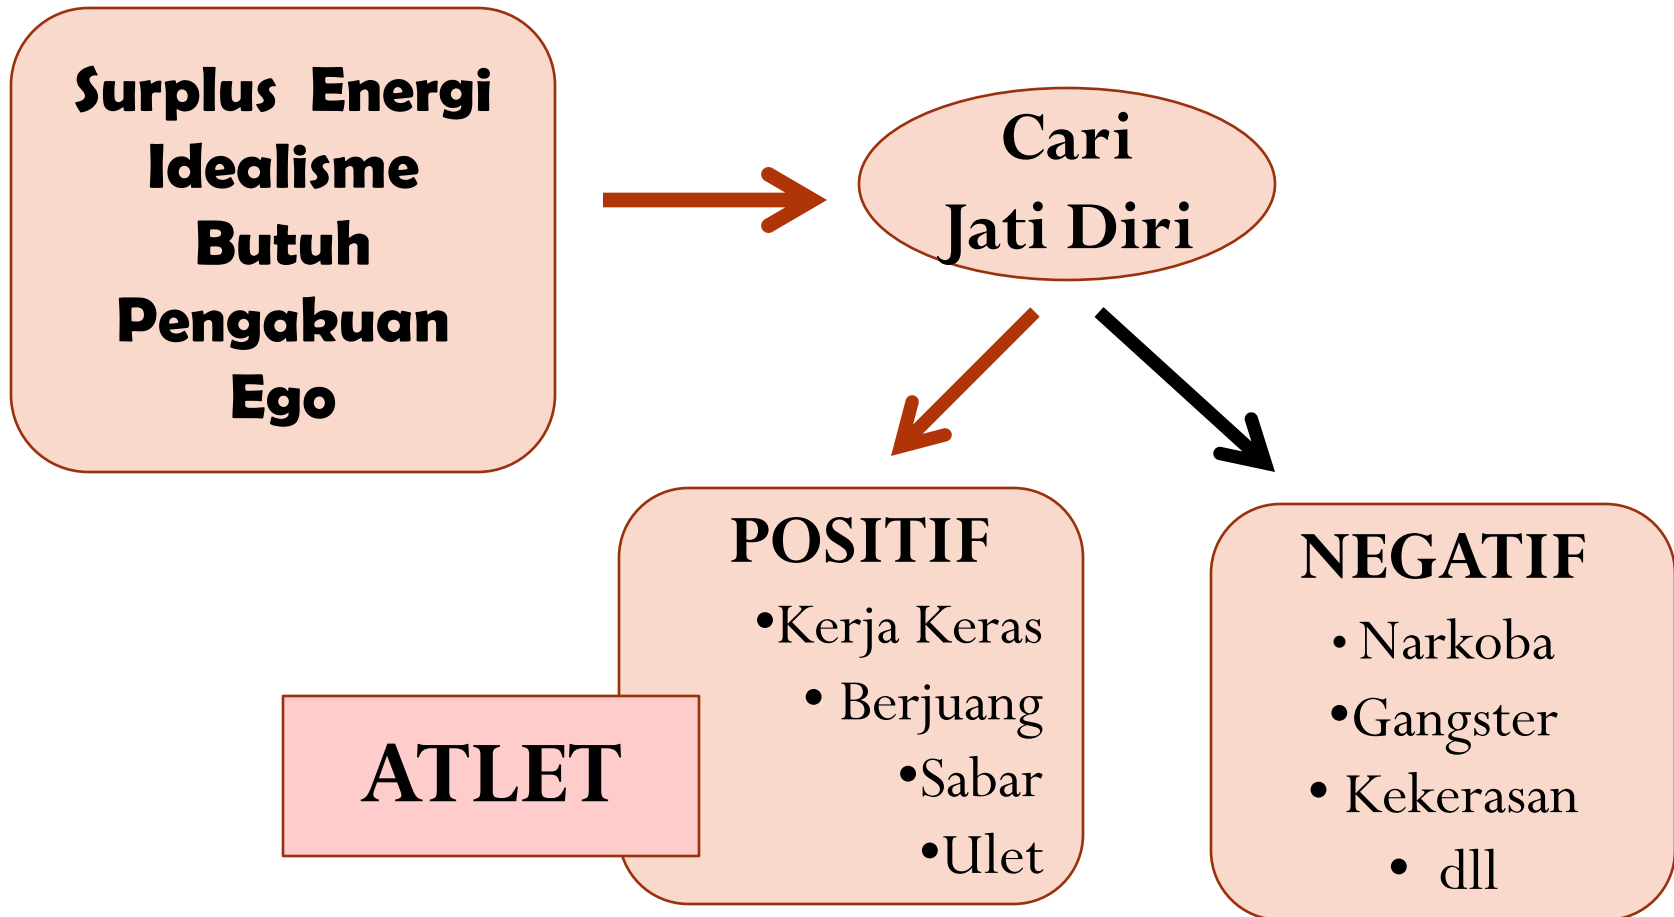 Surplus Energi
Idealisme
Butuh
Pengakuan
Ego
Cari
Jati Diri
POSITIF
•Kerja Keras
• Berjuang
•Sabar
•Ulet
ATLET
NEGATIF
• Narkoba
•Gangster
• Kekerasan
• dll